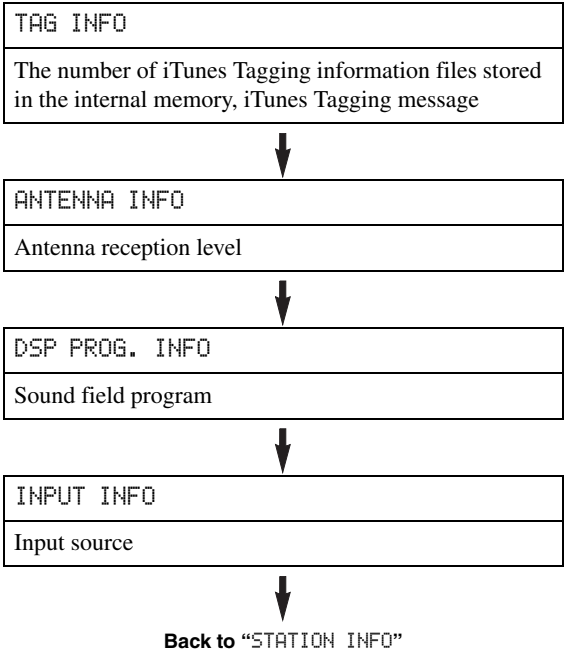 TAG INFO
The number of iTunes Tagging information files stored
in the internal memory, iTunes Tagging message
ANTENNA INFO
Antenna reception level
DSP PROG. INFO
Sound field program
INPUT INFO
Input source
Back to “STATION INFO”